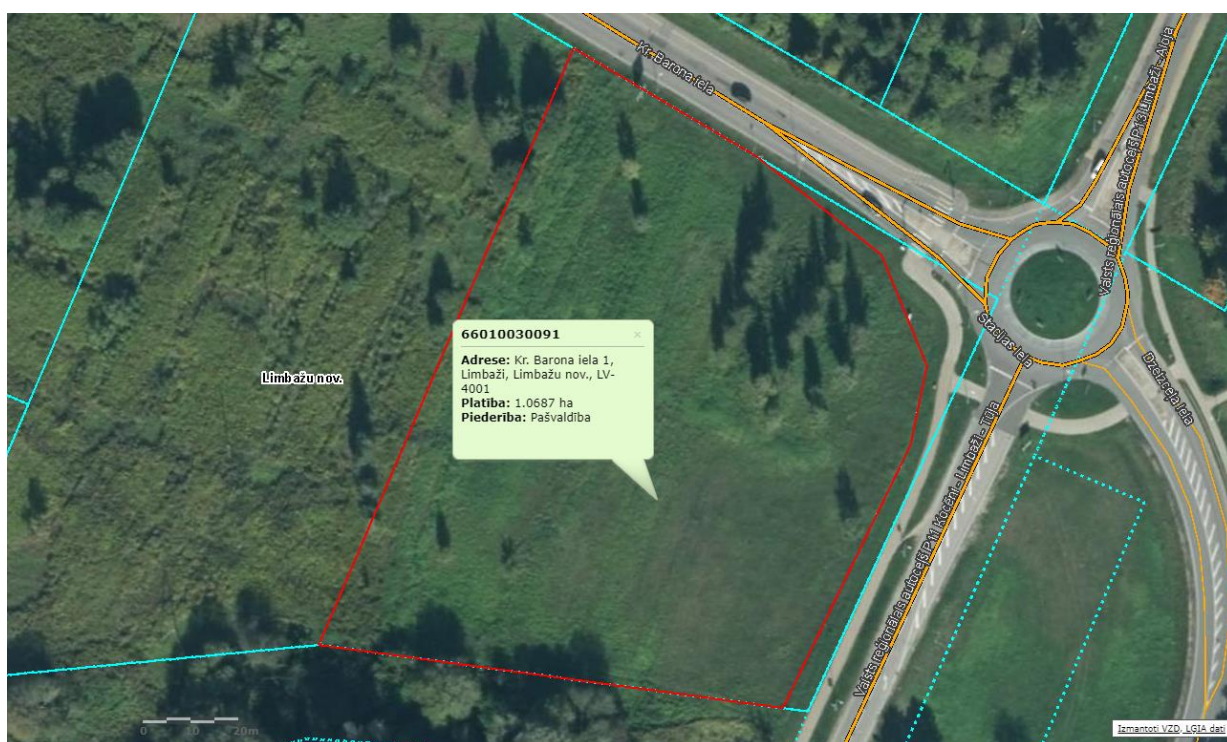 Kr. Barona iela
Valsts reģionālais autoceļš P13 Limbaži - Aloja
66010030091
×
Adrese: Kr. Barona iela 1,
Limbaži, Limbažu nov., LV-
4001
Platība: 1.0687 ha
Piederība: Pašvaldība
Limbažu nov.
Stacijas iela
Dzelzceļa iela
Valsts reģionālais autoceļš P11 Kocēni - Limbaži - Tūja
0 10 20m
Izmantoti VZD, LĢIA dati